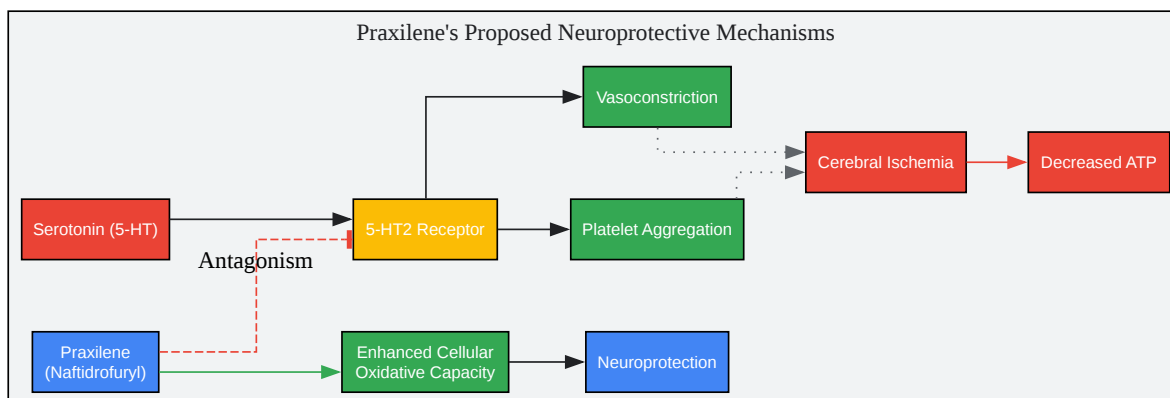 Praxilene's Proposed Neuroprotective Mechanisms
Vasoconstriction
Cerebral Ischemia
Decreased ATP
Serotonin (5-HT)
5-HT2 Receptor
Platelet Aggregation
Antagonism
Praxilene
(Naftidrofuryl)
Enhanced Cellular
Oxidative Capacity
Neuroprotection